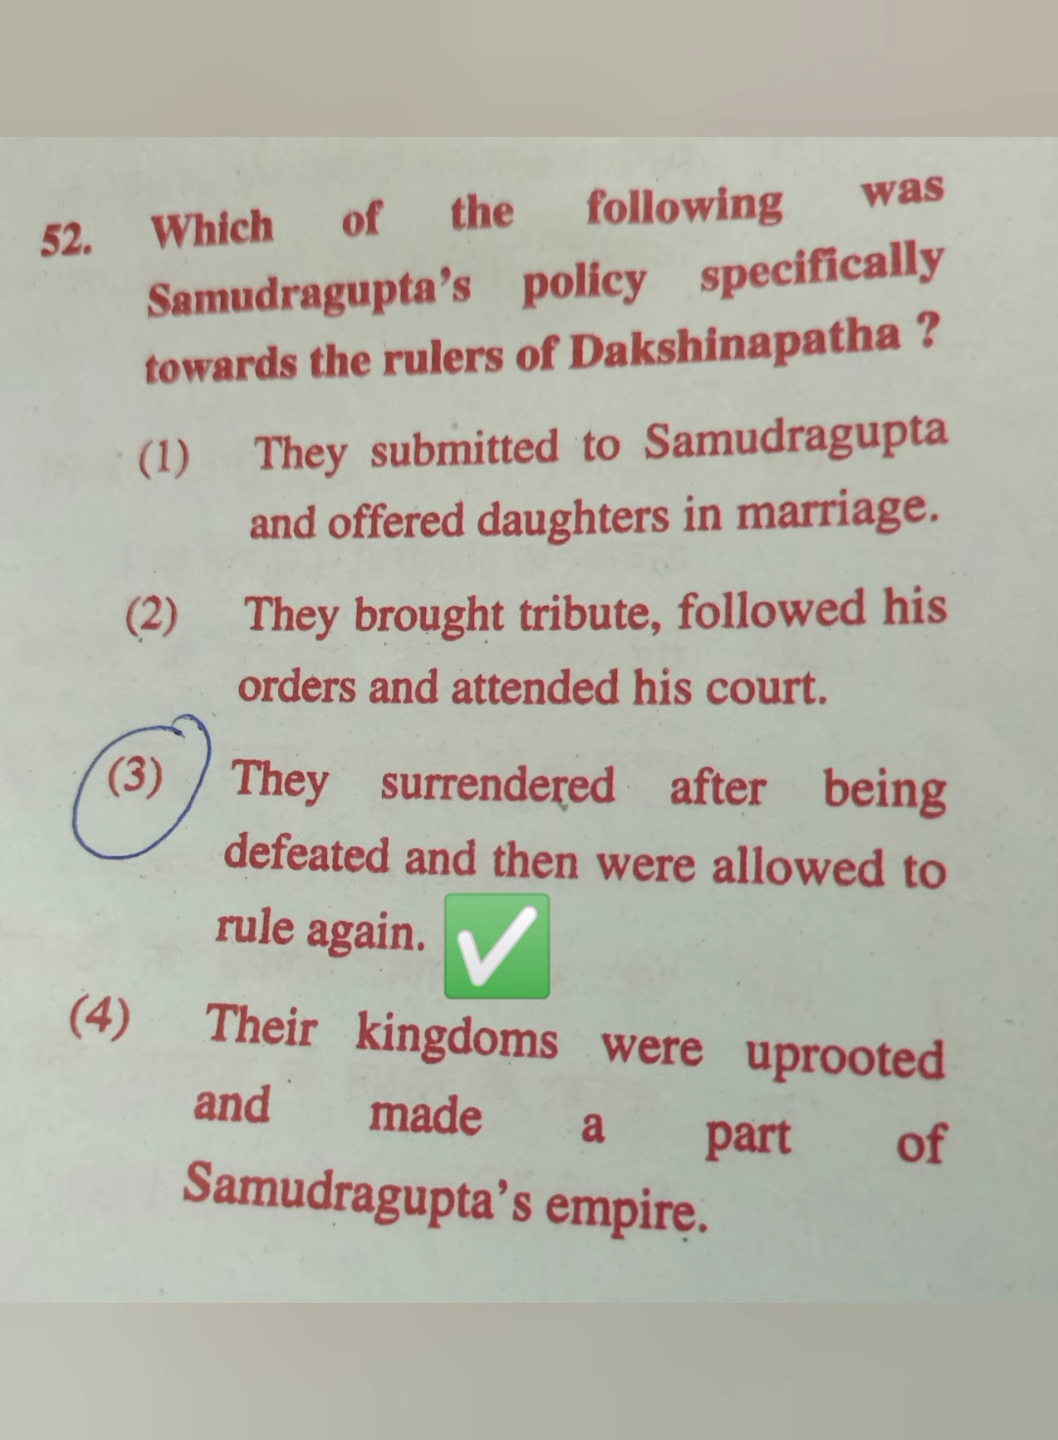 52. Which of the following was
Samudragupta's policy specifically
towards the rulers of Dakshinapatha ?
(1) They submitted to Samudragupta
and offered daughters in marriage.
(2) They brought tribute, followed his
orders and attended his court.
(3) They surrendered after being
defeated and then were allowed to
rule again.
(4) Their kingdoms were uprooted
and made a part of
Samudragupta's empire.